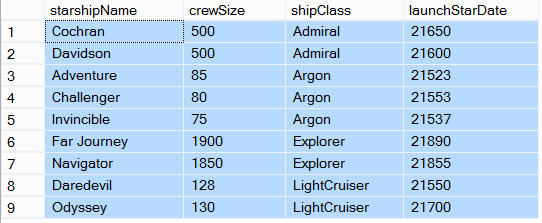 starshipName crewSize shipClass launchStarDate
1 Cochran 500 Admiral 21650
2 Davidson 500 Admiral 21600
3 Adventure 85 Argon 21523
4 Challenger 80 Argon 21553
5 Invincible 75 Argon 21537
6 Far Journey 1900 Explorer 21890
7 Navigator 1850 Explorer 21855
8 Daredevil 128 LightCruiser 21550
9 Odyssey 130 LightCruiser 21700